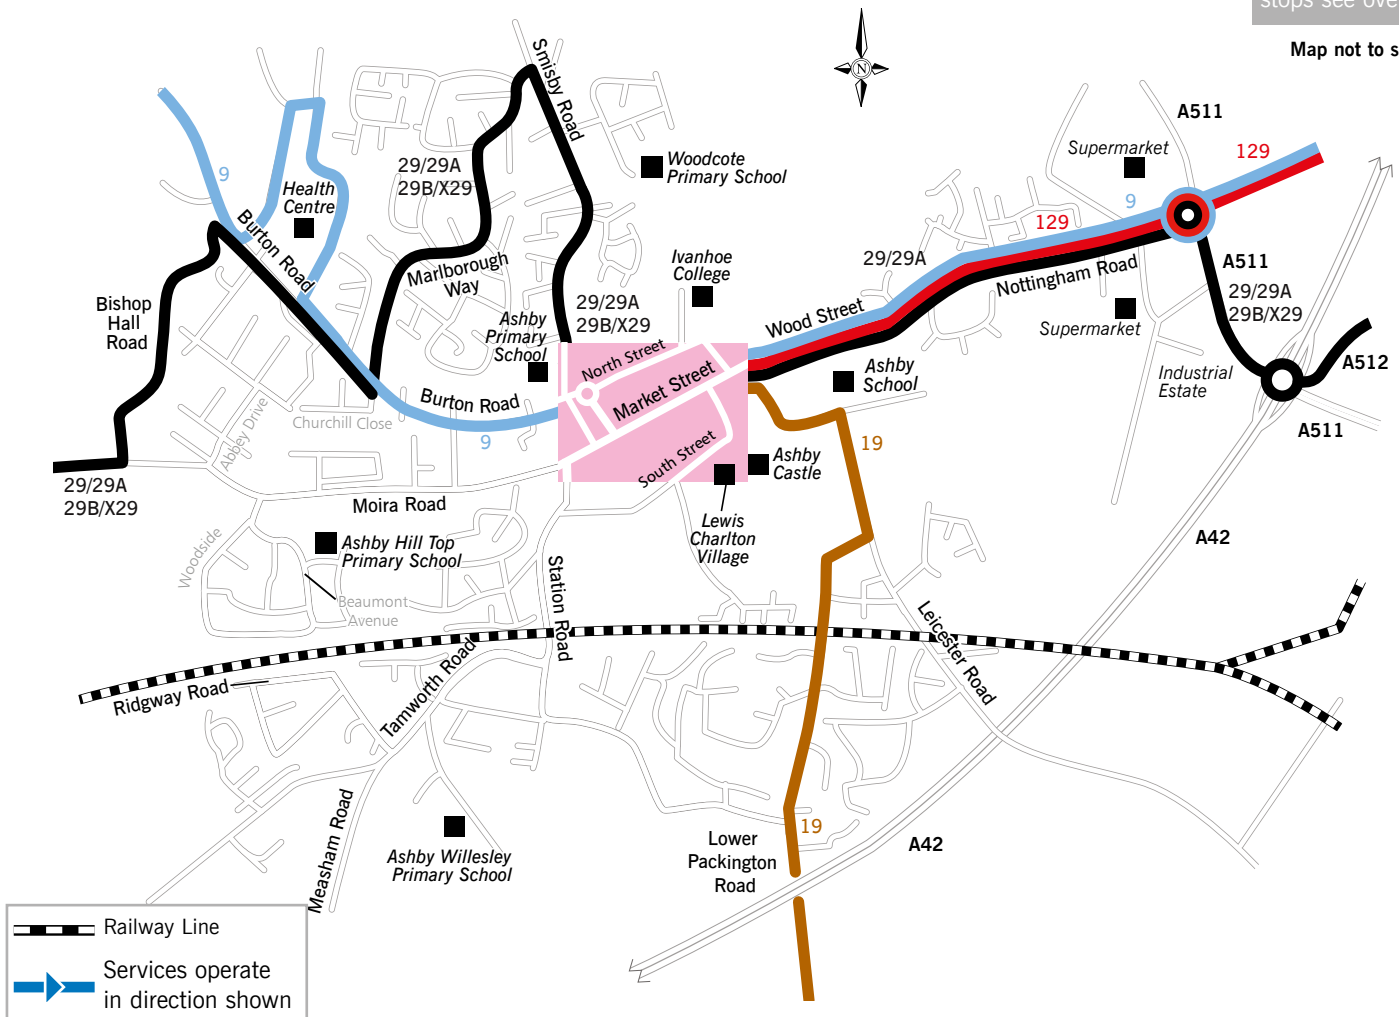 stops see ove
Map not to s
N
A511
Smisby Road
Supermarket
129
29/29A
29B/X29
Woodcote
Primary School
9
Health
Centre
9
129
Burton Road
Ivanhoe
College
29/29A
A511
Marlborough
Way
Nottingham Road
29/29A
29B/X29
Bishop
Hall
Road
29/29A
29B/X29
Ashby
Primary
School
Wood Street
Supermarket
North Street
Ashby
School
Industrial
Estate
A512
Market Street
Burton Road
Abbey Drive
Churchill Close
A511
9
19
South Street
Ashby
Castle
29/29A
29B/X29
Moira Road
Lewis
Charlton
Village
A42
Woodside
Ashby Hill Top
Primary School
Station Road
Beaumont
Avenue
Leicester Road
Ridgway Road
Tamworth Road
Measham Road
19
Lower
Packington
Road
A42
Ashby Willesley
Primary School
Railway Line
Services operate
in direction shown